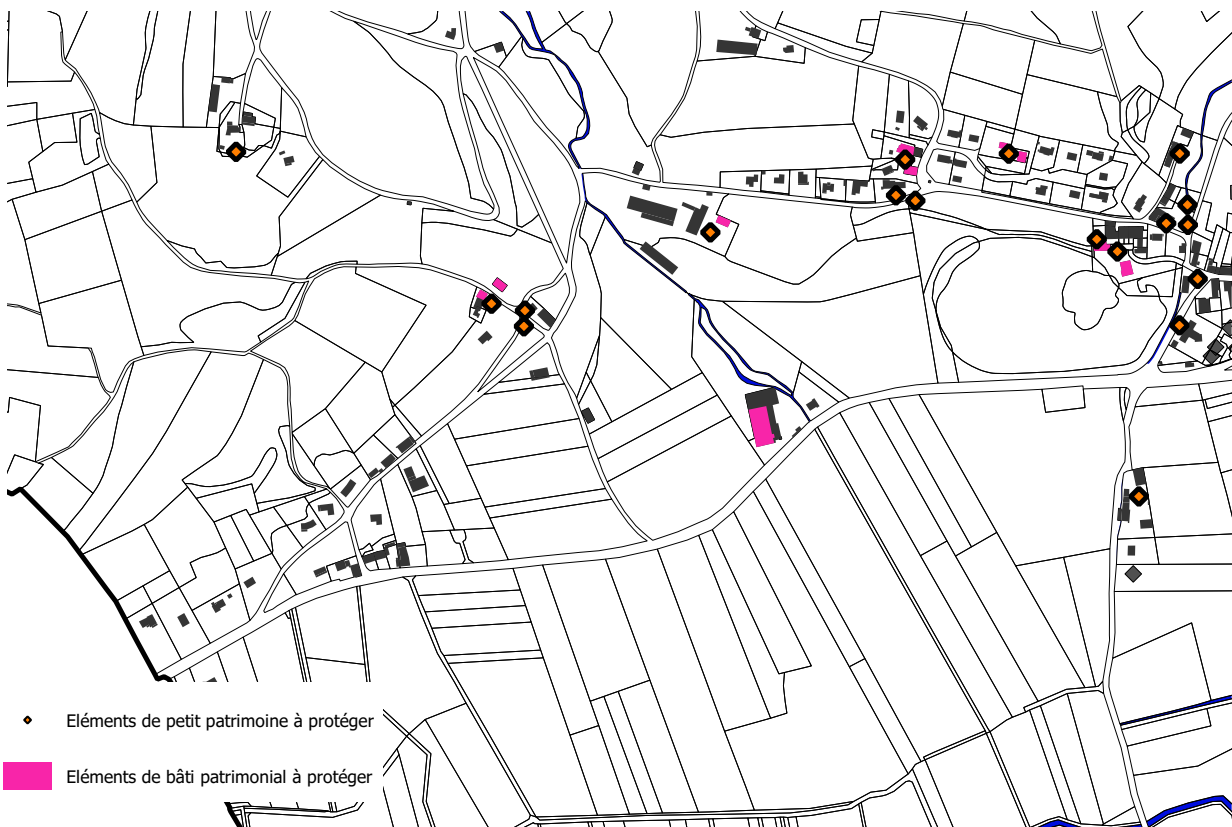 Eléments de petit patrimoine à protéger
Eléments de bâti patrimonial à protéger